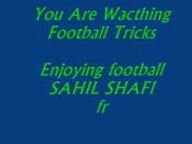 You Are Wacthing
Football Tricks
Enjoying football
SAHIL SHAFI
fr